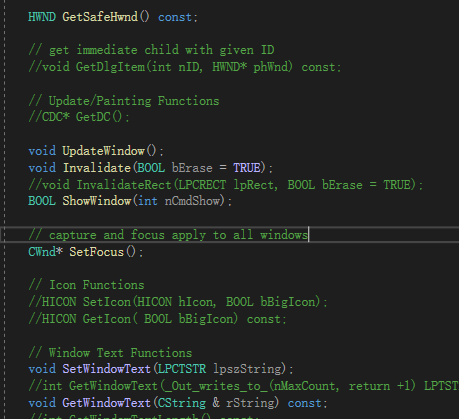 HWND GetSafeHwnd() const;
// get immediate child with given ID
//void GetDlgItem(int nID, HWND* phWnd) const;
// Update/Painting Functions
//CDC* GetDC();
void UpdateWindow();
void Invalidate(BOOL bErase = TRUE);
//void InvalidateRect(LPCRECT lpRect, BOOL bErase = TRUE);
BOOL ShowWindow(int nCmdShow);
// capture and focus apply to all windows
CWnd* SetFocus();
// Icon Functions
//HICON SetIcon(HICON hIcon, BOOL bBigIcon);
//HICON GetIcon( BOOL bBigIcon) const;
// Window Text Functions
void SetWindowText(LPCTSTR lpszString);
//int GetWindowText(_Out_writes_to_(nMaxCount, return +1) LPTST
void GetWindowText(CString & rString) const;
//int GetWindowTextLength() const;